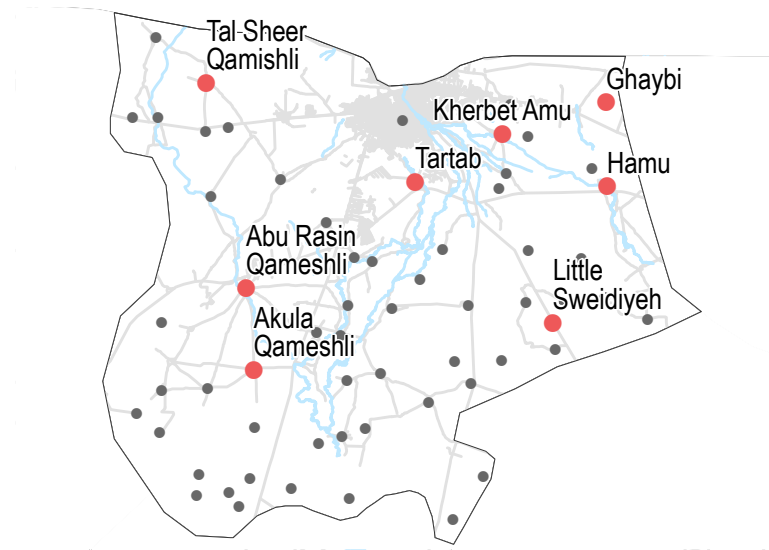 Tal-Sheer
Qamishli
Ghaybi
Kherbet Amu
Tartab
Hamu
Abu Rasin
Qameshli
Little
Sweidiyeh
Akula
Qameshli